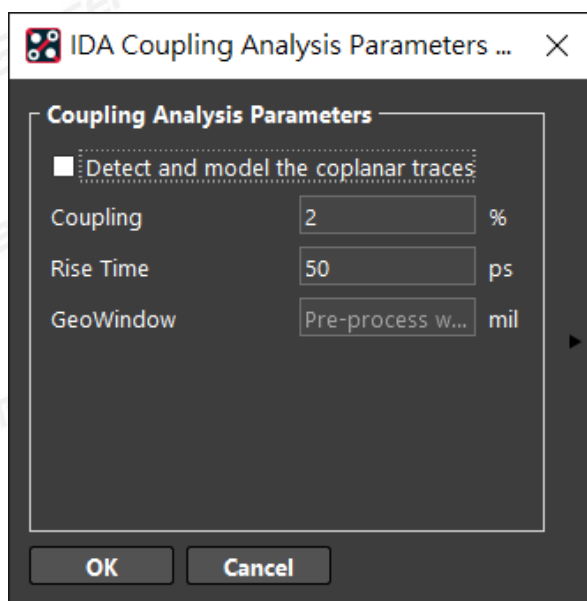 IDA Coupling Analysis Parameters ...
Coupling Analysis Parameters
Detect and model the coplanar traces
Coupling 2 %
Rise Time 50 ps
GeoWindow Pre-process w... mil
OK Cancel